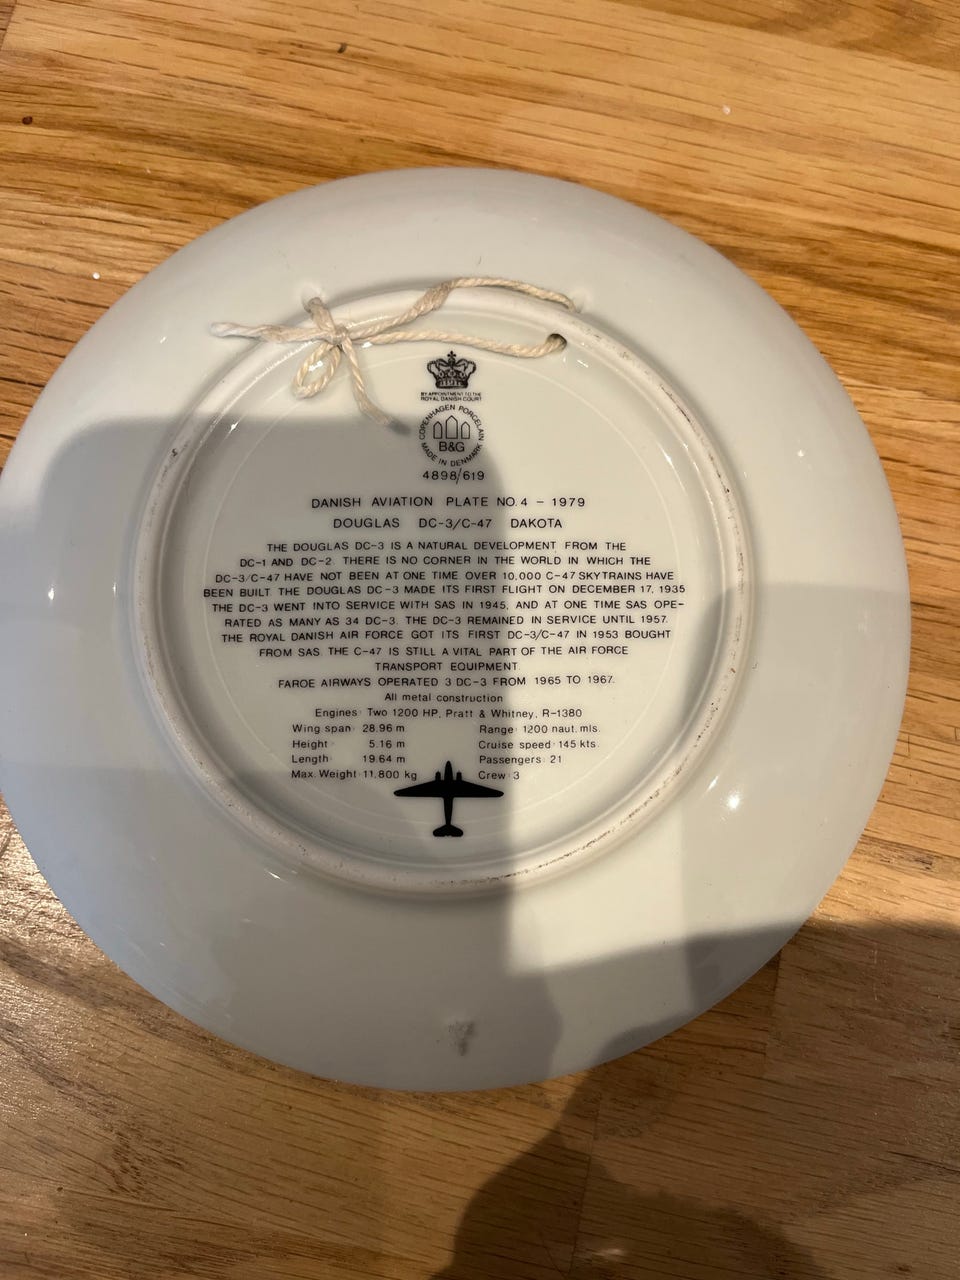 BY APPOINTMENT TO THE
ROYAL DANISH COURT
COPENHAGEN PORCELAIN
B&G
MADE IN DENMARK
4898/619
DANISH AVIATION PLATE NO. 4 – 1979
DOUGLAS DC-3/C-47 DAKOTA
THE DOUGLAS DC-3 IS A NATURAL DEVELOPMENT FROM THE
DC-1 AND DC-2. THERE IS NO CORNER IN THE WORLD IN WHICH THE
DC-3/C-47 HAVE NOT BEEN AT ONE TIME OVER 10,000 C-47 SKYTRAINS HAVE
BEEN BUILT. THE DOUGLAS DC-3 MADE ITS FIRST FLIGHT ON DECEMBER 17, 1935
THE DC-3 WENT INTO SERVICE WITH SAS IN 1945, AND AT ONE TIME SAS OPE-
RATED AS MANY AS 34 DC-3. THE DC-3 REMAINED IN SERVICE UNTIL 1957.
THE ROYAL DANISH AIR FORCE GOT ITS FIRST DC-3/C-47 IN 1953 BOUGHT
FROM SAS. THE C-47 IS STILL A VITAL PART OF THE AIR FORCE
TRANSPORT EQUIPMENT.
FAROE AIRWAYS OPERATED 3 DC-3 FROM 1965 TO 1967.
All metal construction
Engines: Two 1200 HP, Pratt & Whitney, R-1380
Wing span: 28.96 m Range: 1200 naut. mls.
Height: 5.16 m Cruise speed: 145 kts.
Length: 19.64 m Passengers: 21
Max. Weight: 11,800 kg Crew: 3